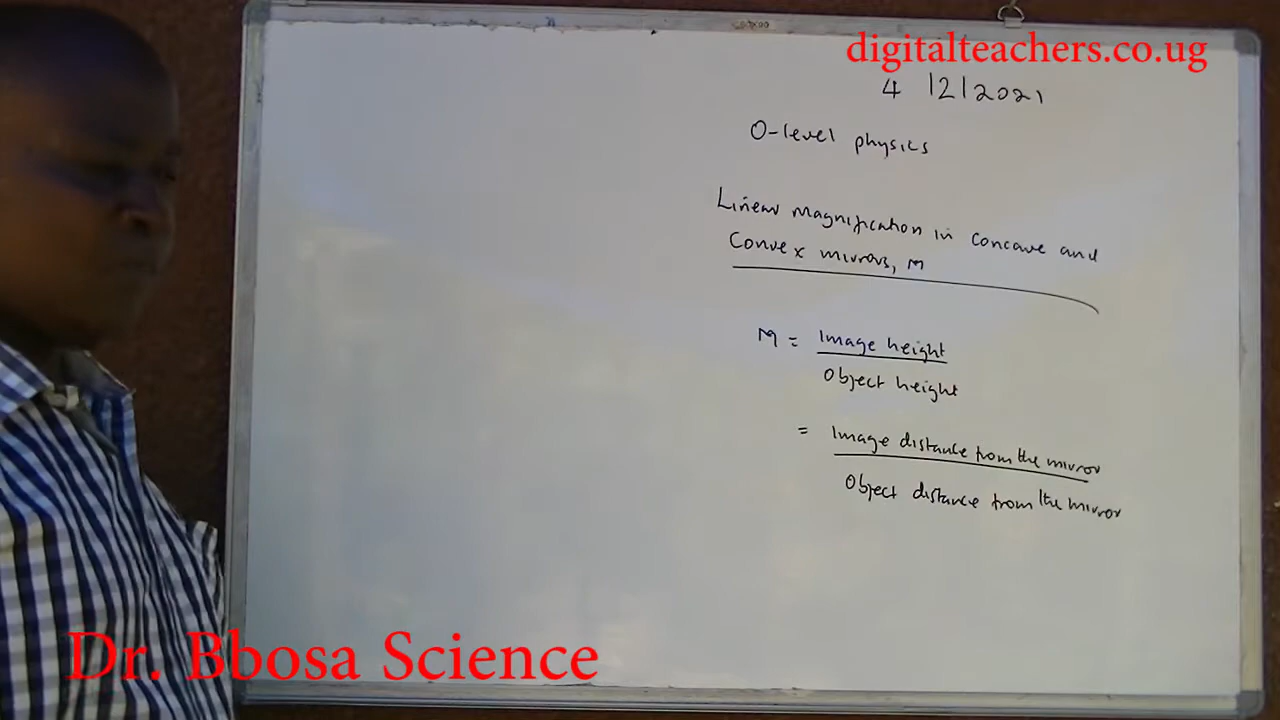 digitalteachers.co.ug
4 12 2021
O-level physics
Linear magnification in concave and
Convex mirrors, M
M = Image height
Object height
= Image distance from the mirror
Object distance from the mirror
Dr. Bbosa Science